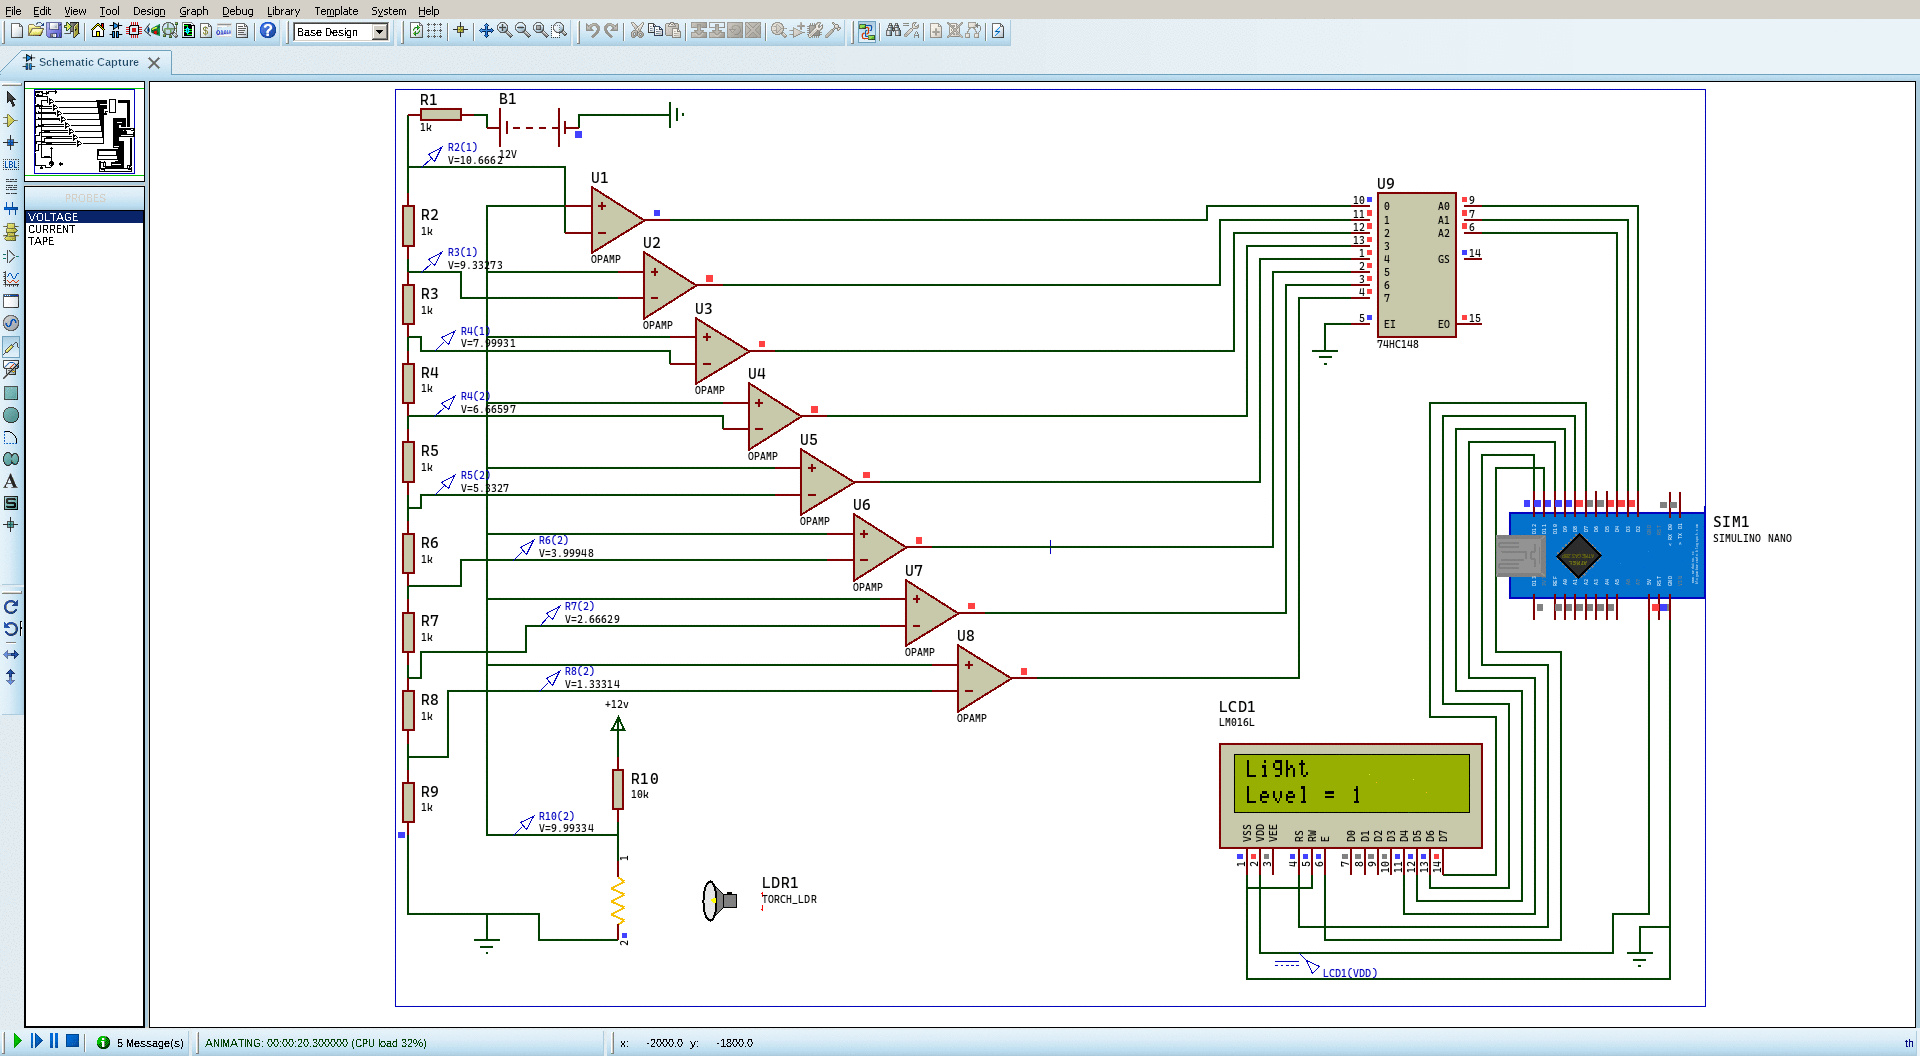 File Edit View Tool Design Graph Debug Library Template System Help
Base Design
Schematic Capture
PROBES
VOLTAGE
CURRENT
TAPE
R1
1k
B1
12V
R2(1)
V=10.6662
U1
OPAMP
R2
1k
R3(1)
V=9.33273
U2
OPAMP
R3
1k
R4(1)
V=7.99931
U3
OPAMP
R4
1k
R4(2)
V=6.66597
U4
OPAMP
R5
1k
R5(2)
V=5.3327
U5
OPAMP
R6
1k
R6(2)
V=3.99948
U6
OPAMP
R7
1k
R7(2)
V=2.66629
U7
OPAMP
R8
1k
R8(2)
V=1.33314
U8
OPAMP
R9
1k
+12v
R10
10k
R10(2)
V=9.99334
1
2
LDR1
TORCH_LDR
U9
10 0 A0 9
11 1 A1 7
12 2 A2 6
13 3
1 4 GS 14
2 5
3 6
4 7
5 EI EO 15
74HC148
SIM1
SIMULINO NANO
LCD1
LM016L
Light
Level = 1
VSS VDD VEE RS RW E D0 D1 D2 D3 D4 D5 D6 D7
1 2 3 4 5 6 7 8 9 10 11 12 13 14
LCD1(VDD)
5 Message(s)
ANIMATING: 00:00:20.300000 (CPU load 32%)
x: -2000.0 y: -1800.0
th